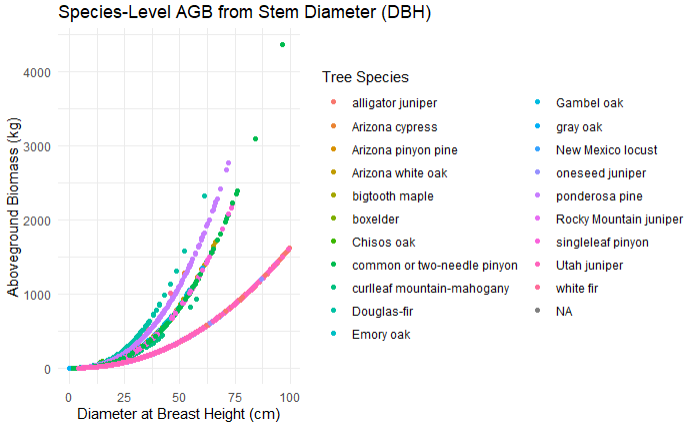 Species-Level AGB from Stem Diameter (DBH)
Aboveground Biomass (kg)
4000
3000
2000
1000
0
0 25 50 75 100
Diameter at Breast Height (cm)
Tree Species
alligator juniper
Arizona cypress
Arizona pinyon pine
Arizona white oak
bigtooth maple
boxelder
Chisos oak
common or two-needle pinyon
curlleaf mountain-mahogany
Douglas-fir
Emory oak
Gambel oak
gray oak
New Mexico locust
oneseed juniper
ponderosa pine
Rocky Mountain juniper
singleleaf pinyon
Utah juniper
white fir
NA